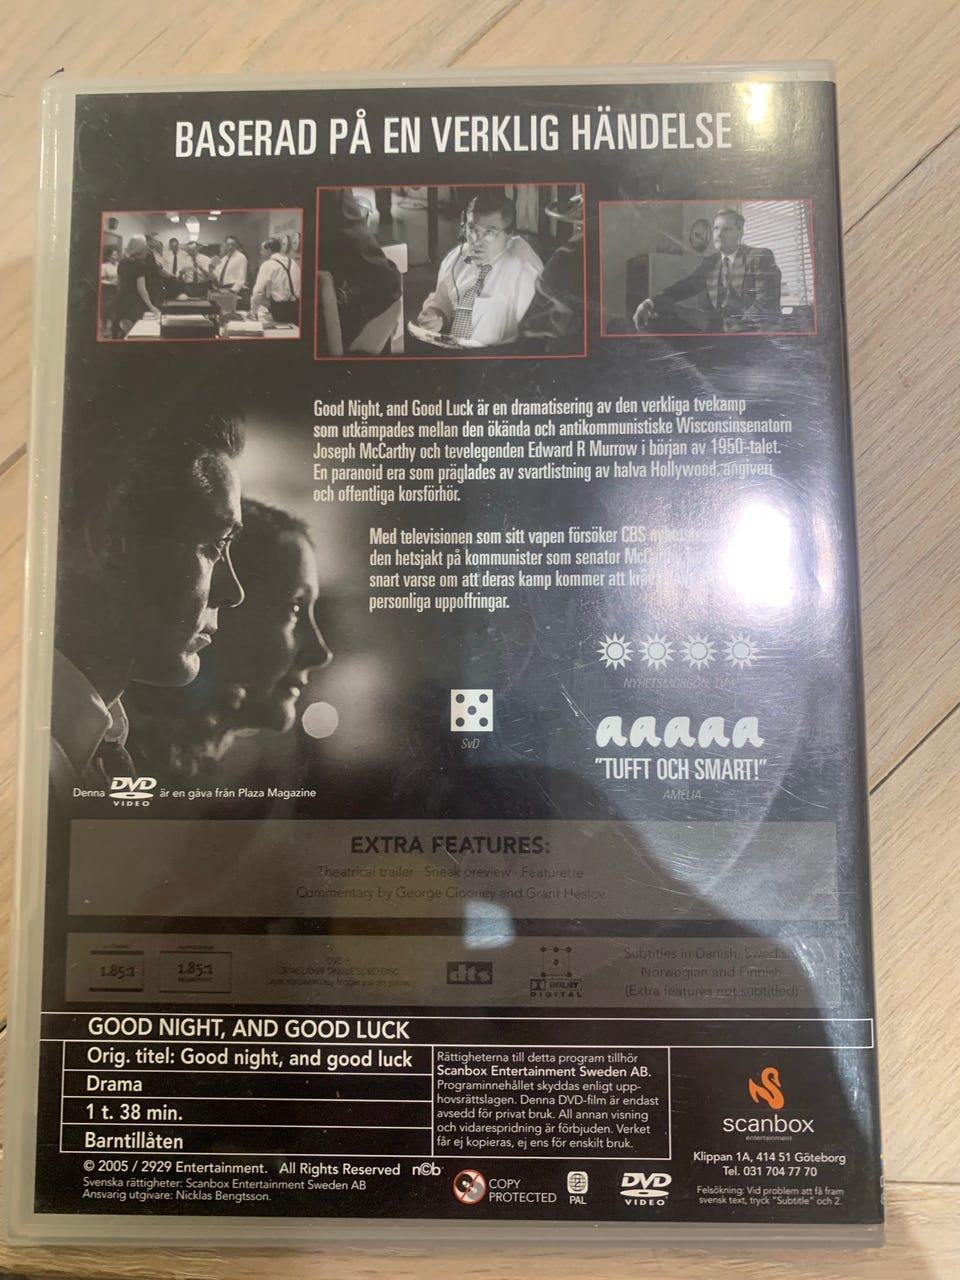 BASERAD PÅ EN VERKLIG HÄNDELSE
Good Night, and Good Luck är en dramatisering av den verkliga tvekamp
som utkämpades mellan den ökända och antikommunistiske Wisconsinsenatorn
Joseph McCarthy och tevelegenden Edward R Murrow i början av 1950-talet.
En paranoid era som präglades av svartlistning av halva Hollywood, angiveri
och offentliga korsförhör.
Med televisionen som sitt vapen försöker CBS
den hetsjakt på kommunister som senator McCarthy
snart varse om att deras kamp kommer att
personliga uppoffringar.
NYHETSMORGON, TV4
SvD
aaaaa
"TUFFT OCH SMART!"
AMELIA
Denna DVD VIDEO är en gåva från Plaza Magazine
EXTRA FEATURES:
Theatrical trailer · Sneak preview · Featurette
Commentary by George Clooney and Grant Heslov
1.85:1
1.85:1
DVD 9
dts
DOLBY
DIGITAL
Subtitles in Danish, Swedish,
Norwegian and Finnish
(Extra features not subtitled)
GOOD NIGHT, AND GOOD LUCK
Orig. titel: Good night, and good luck
Drama
1 t. 38 min.
Barntillåten
Rättigheterna till detta program tillhör
Scanbox Entertainment Sweden AB.
Programinnehållet skyddas enligt upp-
hovsrättslagen. Denna DVD-film är endast
avsedd för privat bruk. All annan visning
och vidarespridning är förbjuden. Verket
får ej kopieras, ej ens för enskilt bruk.
scanbox
entertainment
Klippan 1A, 414 51 Göteborg
Tel. 031 704 77 70
Felsökning: Vid problem att få fram
svensk text, tryck "Subtitle" och 2.
© 2005 / 2929 Entertainment. All Rights Reserved n©b
Svenska rättigheter: Scanbox Entertainment Sweden AB
Ansvarig utgivare: Nicklas Bengtsson.
COPY
PROTECTED
2
PAL
DVD
VIDEO